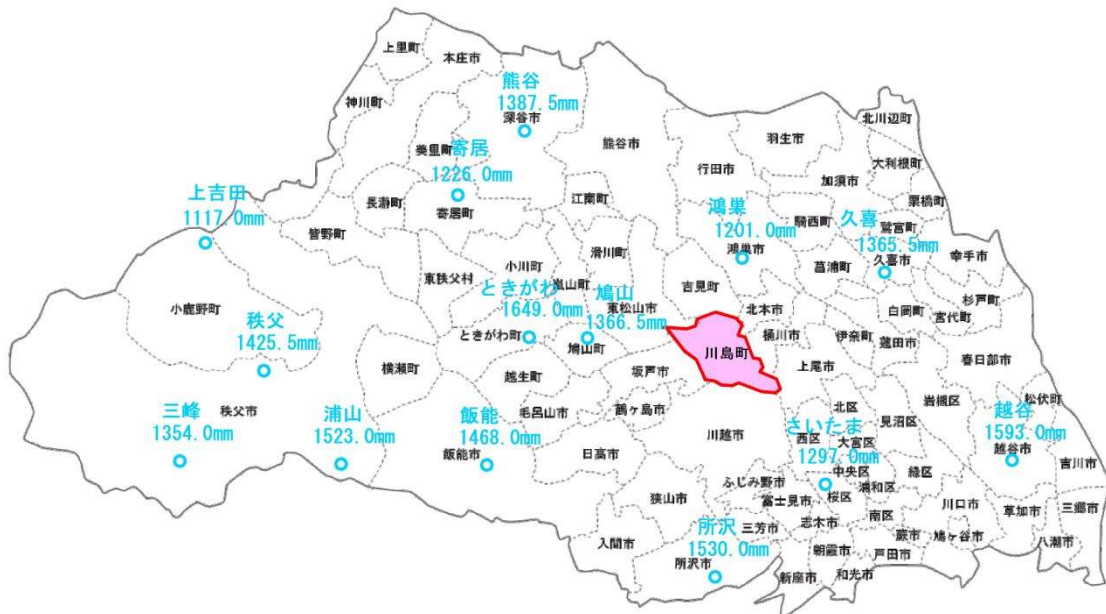 上里町
本庄市
神川町
熊谷
1387.5mm
深谷市
美里町
寄居
1226.0mm
寄居町
長瀞町
皆野町
上吉田
1117.0mm
小鹿野町
秩父
1425.5mm
秩父市
三峰
1354.0mm
浦山
1523.0mm
横瀬町
東秩父村
小川町
ときがわ
1649.0mm
ときがわ町
嵐山町
滑川町
江南町
熊谷市
鳩山
1366.5mm
鳩山町
東松山市
越生町
毛呂山市
飯能
1468.0mm
飯能市
日高市
坂戸市
鶴ヶ島市
川島町
吉見町
行田市
羽生市
北川辺町
大利根町
加須市
栗橋町
騎西町
鷲宮町
鴻巣
1201.0mm
鴻巣市
久喜
1365.5mm
久喜市
菖浦町
幸手市
杉戸町
宮代町
白岡町
北本市
桶川市
伊奈町
蓮田市
上尾市
春日部市
松伏町
岩槻区
越谷
1593.0mm
越谷市
吉川市
三郷市
八潮市
草加市
北区
見沼区
西区
大宮区
さいたま
1297.0mm
中央区
緑区
浦和区
桜区
南区
川口市
鳩ヶ谷市
蕨市
戸田市
川越市
ふじみ野市
富士見市
志木市
三芳市
朝霞市
和光市
新座市
狭山市
入間市
所沢
1530.0mm
所沢市